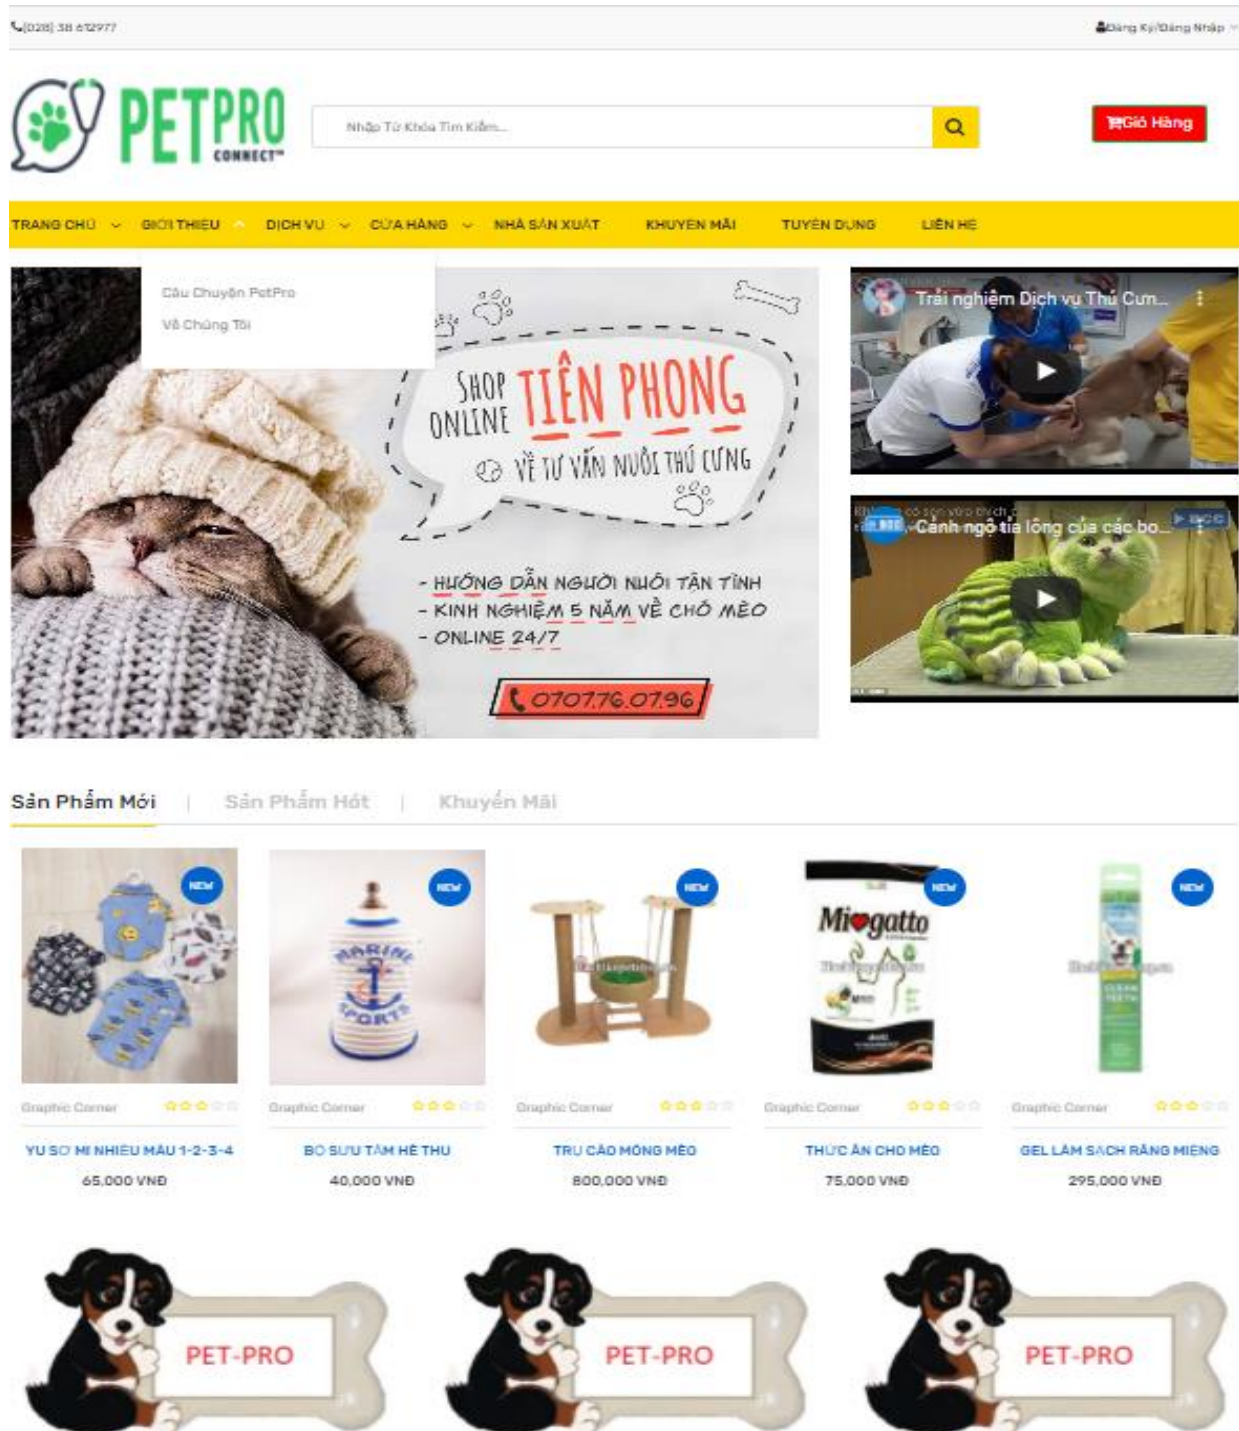 (028) 38 612977
Đăng Ký/Đăng Nhập
PETPRO
CONNECT™
Nhập Từ Khóa Tìm Kiếm...
Giỏ Hàng
TRANG CHỦ GIỚI THIỆU DỊCH VỤ CỬA HÀNG NHÀ SẢN XUẤT KHUYẾN MÃI TUYỂN DỤNG LIÊN HỆ
Câu Chuyện PetPro
Về Chúng Tôi
SHOP ONLINE TIÊN PHONG
VỀ TƯ VẤN NUÔI THÚ CƯNG
- HƯỚNG DẪN NGƯỜI NUÔI TẬN TÌNH
- KINH NGHIỆM 5 NĂM VỀ CHÓ MÈO
- ONLINE 24/7
0707.76.07.96
Trải nghiệm Dịch vụ Thú Cưn...
Cảnh ngộ tỉa lông của các bo...
Sản Phẩm Mới | Sản Phẩm Hót | Khuyến Mãi
NEW NEW NEW NEW NEW
MARINE
SPORTS
Miogatto
CLEAN
TEETH
Graphic Corner Graphic Corner Graphic Corner Graphic Corner Graphic Corner
YU SƠ MI NHIỀU MÀU 1-2-3-4 BỘ SƯU TẦM HÈ THU TRỤ CÀO MÓNG MÈO THỨC ĂN CHO MÈO GEL LÀM SẠCH RĂNG MIỆNG
65,000 VNĐ 40,000 VNĐ 800,000 VNĐ 75,000 VNĐ 295,000 VNĐ
PET-PRO PET-PRO PET-PRO